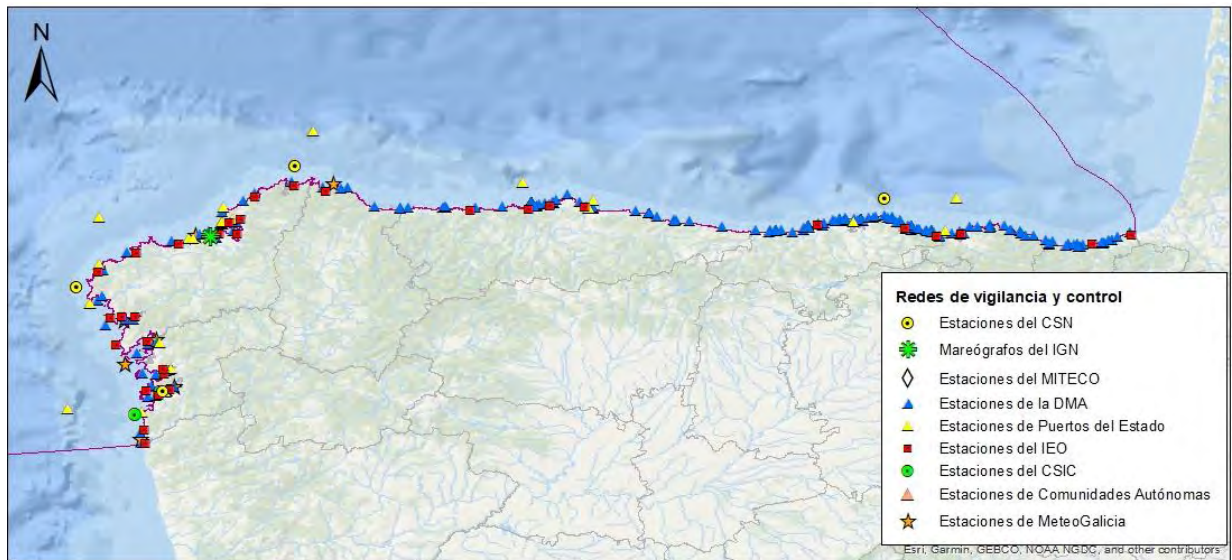 N
Redes de vigilancia y control
Estaciones del CSN
Mareógrafos del IGN
Estaciones del MITECO
Estaciones de la DMA
Estaciones de Puertos del Estado
Estaciones del IEO
Estaciones del CSIC
Estaciones de Comunidades Autónomas
Estaciones de MeteoGalicia
Esri, Garmin, GEBCO, NOAA NGDC, and other contributors